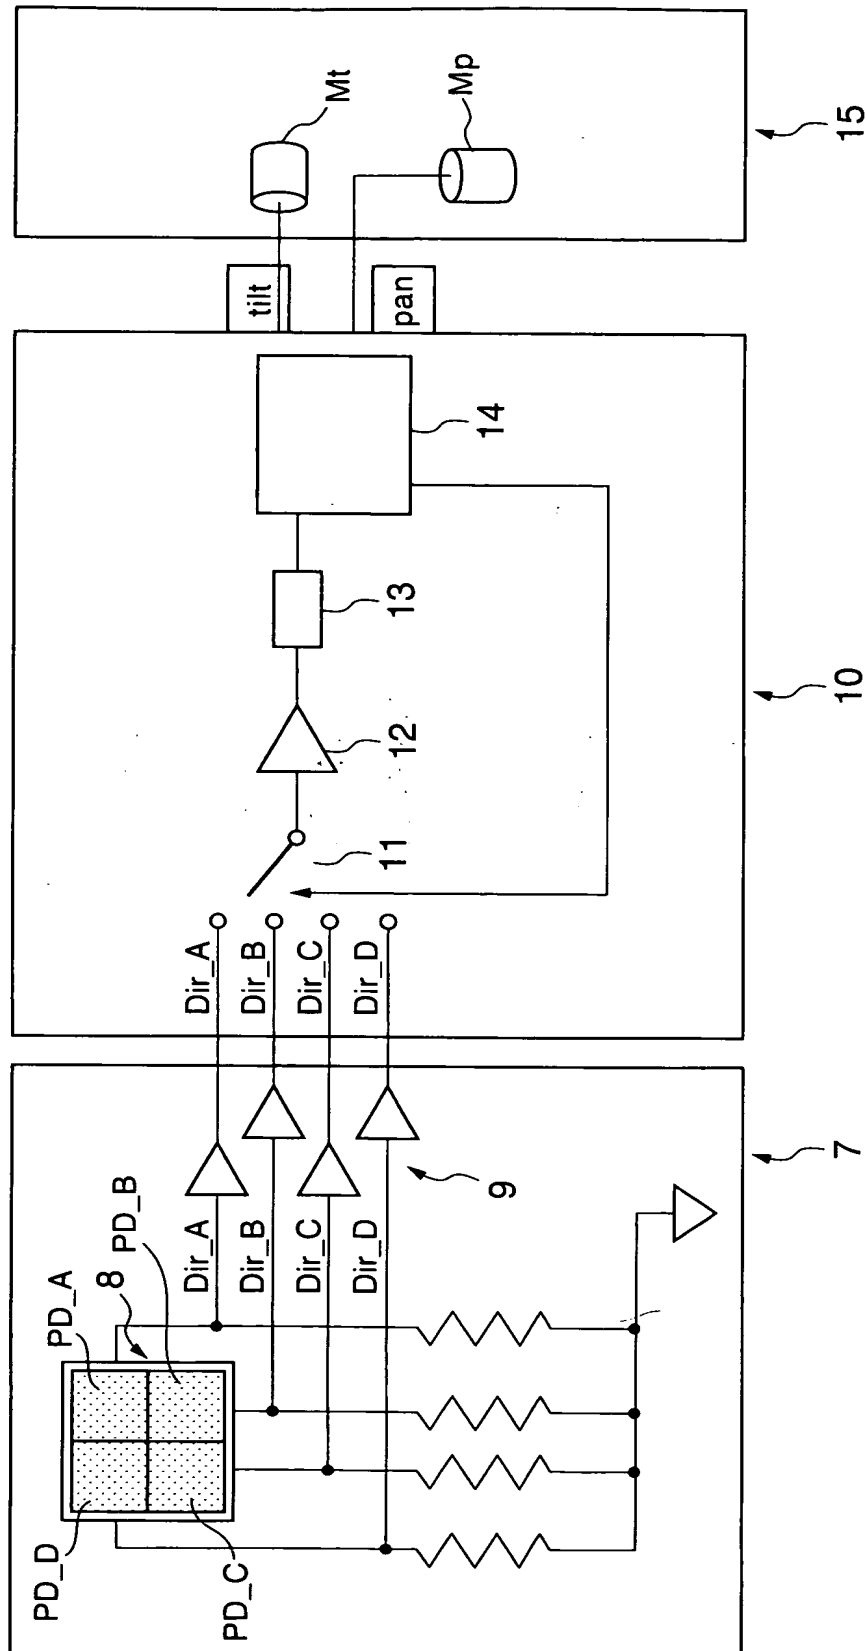 PD_D
PD_A
8
PD_B
PD_C
Dir_A
Dir_B
Dir_C
Dir_D
9
7
Dir_A
Dir_B
Dir_C
Dir_D
11
12
13
14
10
tilt
pan
Mt
Mp
15